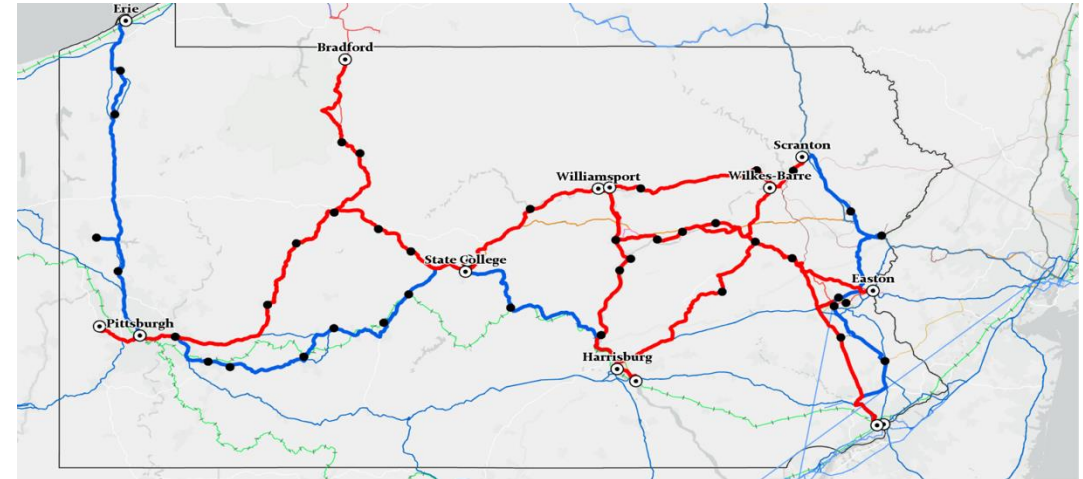 Erie
Bradford
Scranton
Williamsport
Wilkes-Barre
State College
Easton
Pittsburgh
Harrisburg